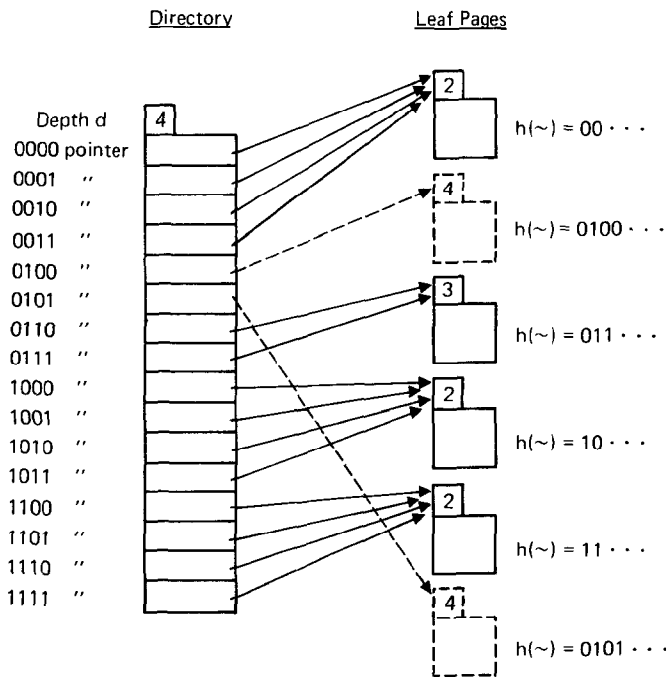 Directory
Leaf Pages
Depth d 4
0000 pointer
0001 "
0010 "
0011 "
0100 "
0101 "
0110 "
0111 "
1000 "
1001 "
1010 "
1011 "
1100 "
1101 "
1110 "
1111 "
2
h(~) = 00 · · ·
4
h(~) = 0100 · · ·
3
h(~) = 011 · · ·
2
h(~) = 10 · · ·
2
h(~) = 11 · · ·
4
h(~) = 0101 · · ·